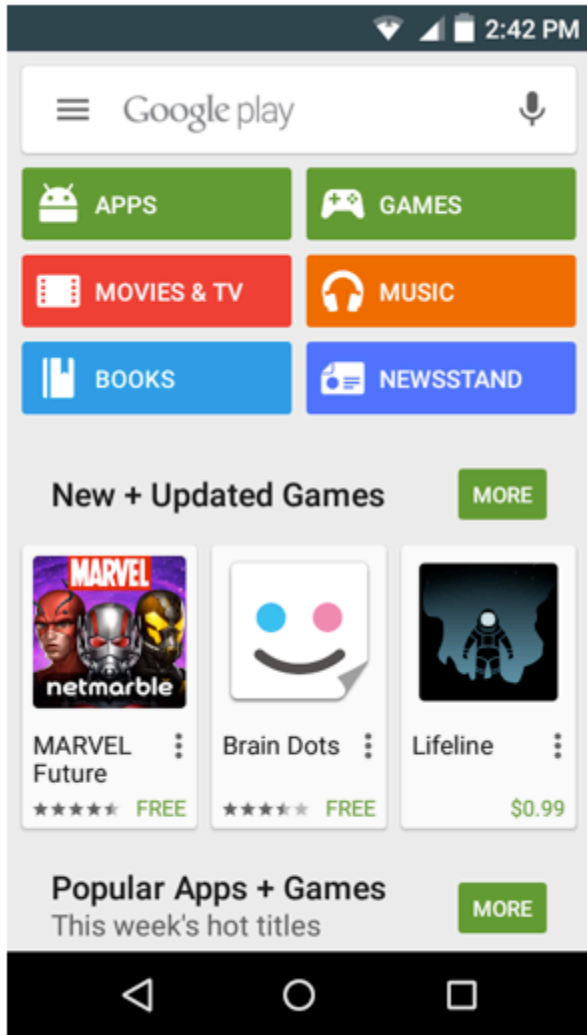 2:42 PM
Google play
APPS
GAMES
MOVIES & TV
MUSIC
BOOKS
NEWSSTAND
New + Updated Games
MORE
MARVEL
netmarble
MARVEL
Future
FREE
Brain Dots
FREE
Lifeline
$0.99
Popular Apps + Games
MORE
This week's hot titles